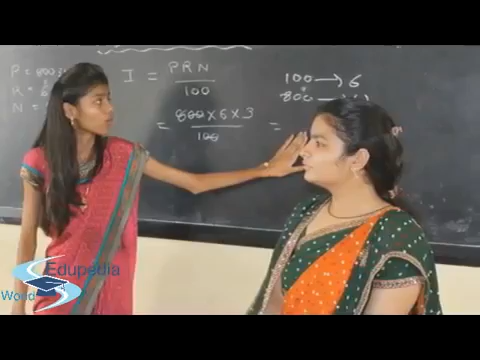 P = 800
I = PRN / 100
100 → 6
R = 6
800
N =
= 800 × 6 × 3 / 100 =
Edupedia
World